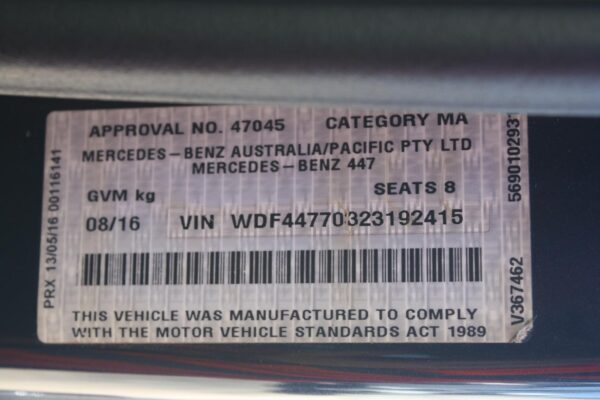 APPROVAL NO. 47045 CATEGORY MA
MERCEDES-BENZ AUSTRALIA/PACIFIC PTY LTD
MERCEDES-BENZ 447
GVM kg SEATS 8
08/16 VIN WDF44770323192415
THIS VEHICLE WAS MANUFACTURED TO COMPLY
WITH THE MOTOR VEHICLE STANDARDS ACT 1989
PRX 13/05/16 00116141
V367462 5690102931